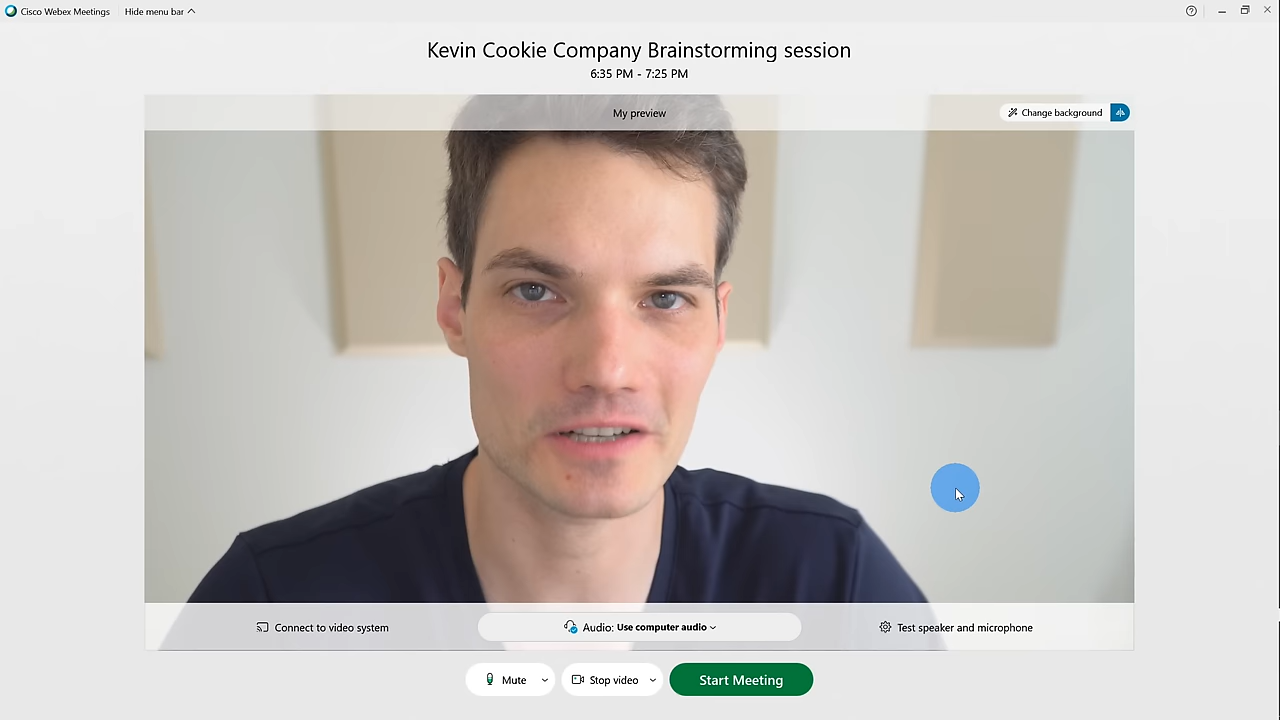 Cisco Webex Meetings Hide menu bar
Kevin Cookie Company Brainstorming session
6:35 PM - 7:25 PM
My preview
Change background
Connect to video system
Audio: Use computer audio
Test speaker and microphone
Mute
Stop video
Start Meeting